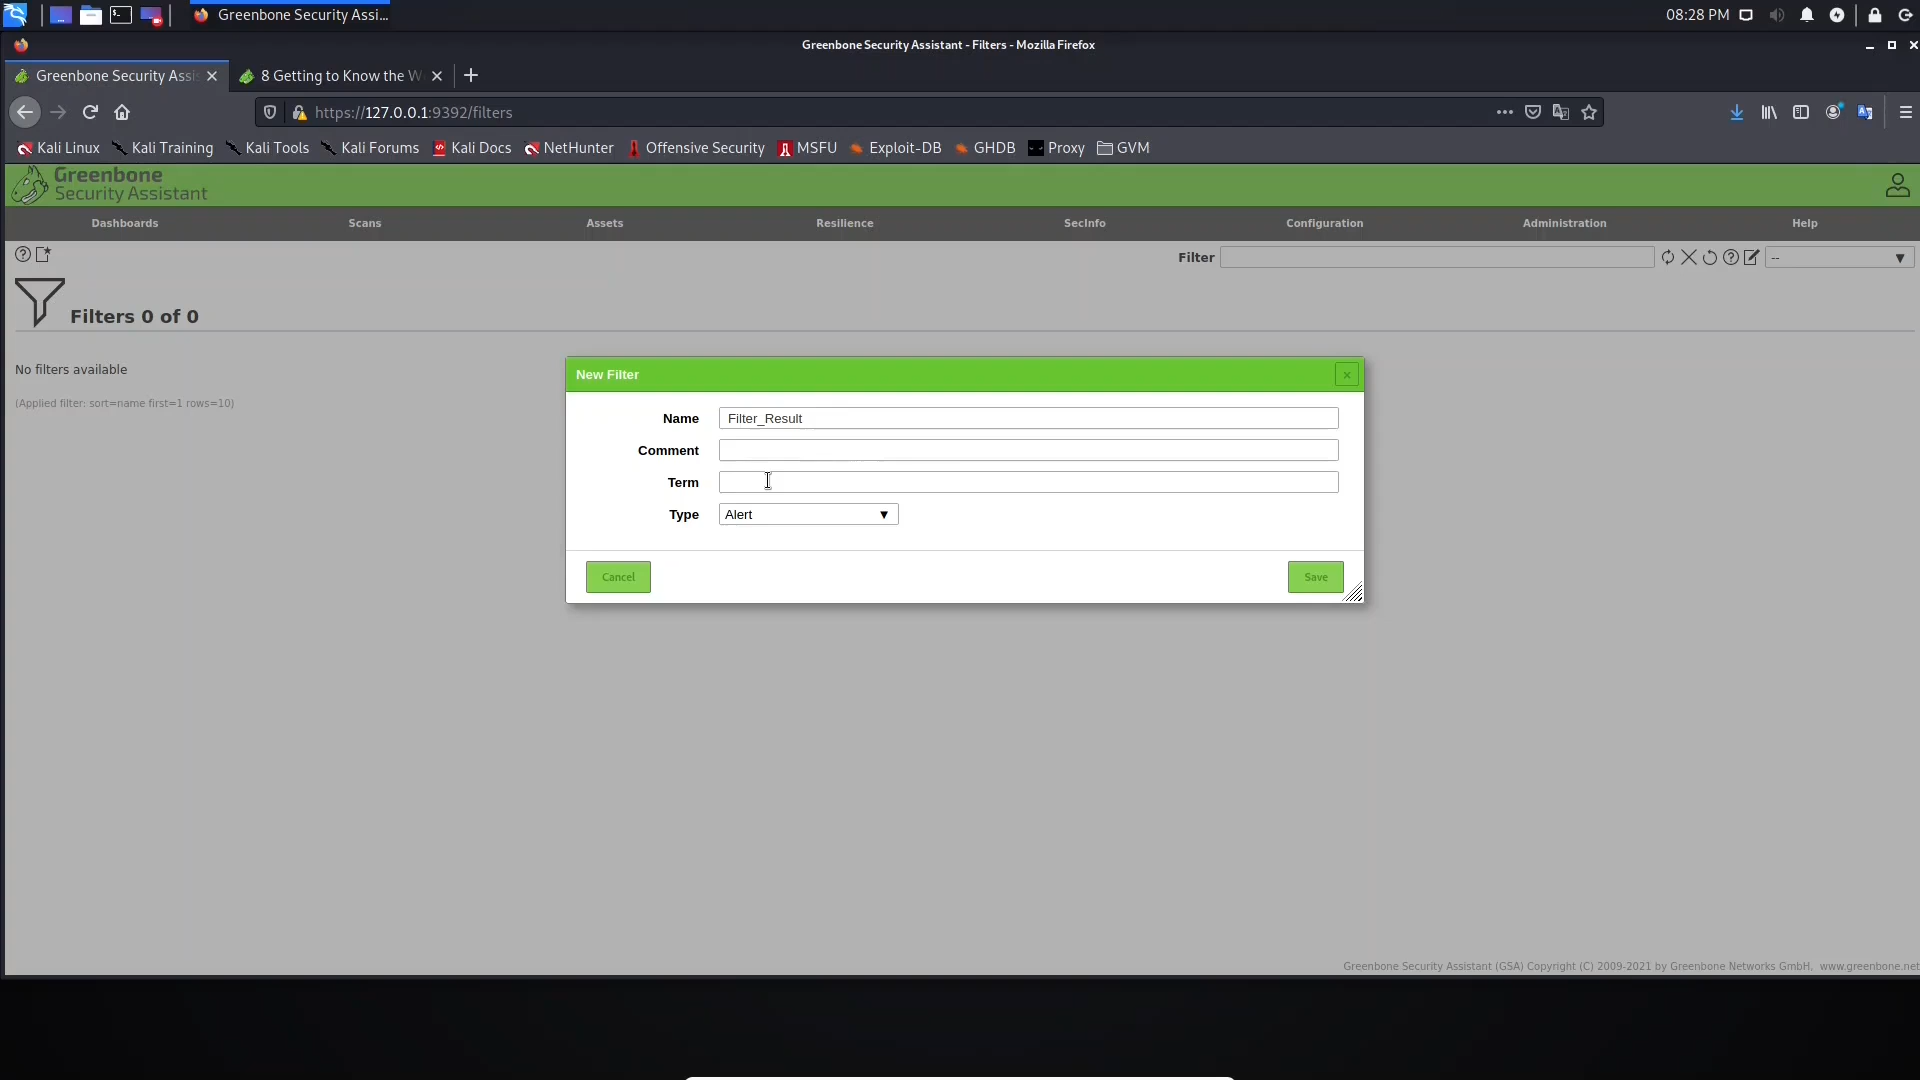 Greenbone Security Assi...
08:28 PM
Greenbone Security Assistant - Filters - Mozilla Firefox
Greenbone Security Assi
8 Getting to Know the W
https://127.0.0.1:9392/filters
Kali Linux
Kali Training
Kali Tools
Kali Forums
Kali Docs
NetHunter
Offensive Security
MSFU
Exploit-DB
GHDB
Proxy
GVM
Greenbone
Security Assistant
Dashboards
Scans
Assets
Resilience
SecInfo
Configuration
Administration
Help
Filter
--
Filters 0 of 0
No filters available
(Applied filter: sort=name first=1 rows=10)
New Filter
Name
Filter_Result
Comment
Term
Type
Alert
Cancel
Save
Greenbone Security Assistant (GSA) Copyright (C) 2009-2021 by Greenbone Networks GmbH, www.greenbone.net